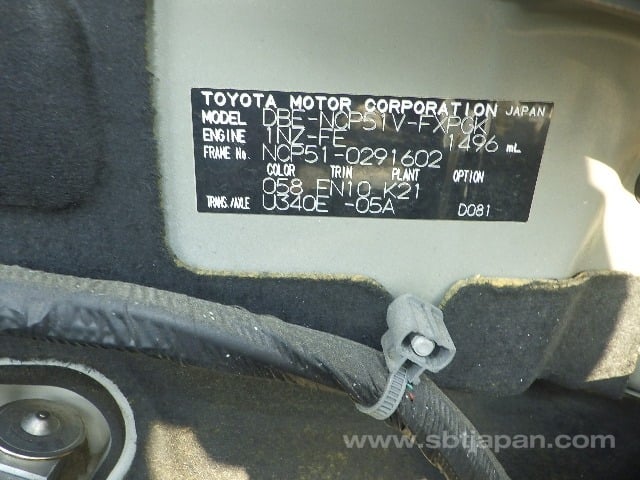 TOYOTA MOTOR CORPORATION JAPAN
MODEL DBE-NCP51V-FXPGK
ENGINE 1NZ-FE 1496 mL
FRAME No. NCP51-0291602
COLOR TRIM PLANT OPTION
058 FN10 K21
TRANS./AXLE U340E -05A D081
www.sbtjapan.com